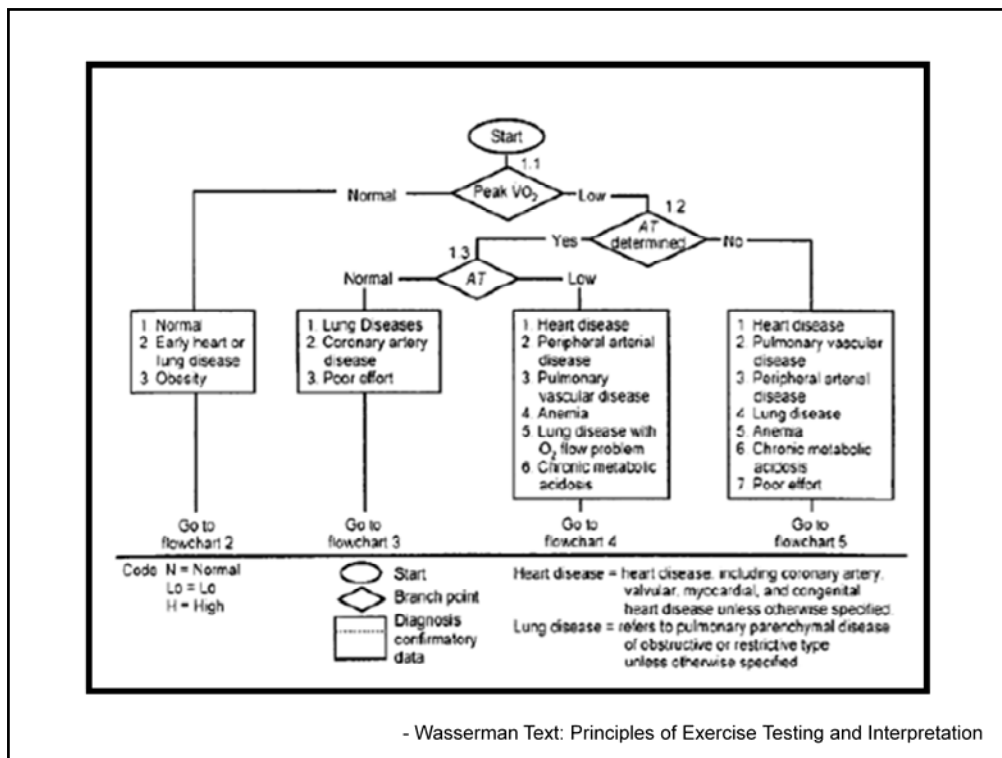 Start
1.1
Normal
Peak V̇O₂
Low
1.2
Yes
AT
determined
No
1.3
Normal
AT
Low
1 Normal
2 Early heart or
lung disease
3 Obesity
Go to
flowchart 2
1. Lung Diseases
2. Coronary artery
disease
3. Poor effort
Go to
flowchart 3
1. Heart disease
2 Peripheral arterial
disease
3 Pulmonary
vascular disease
4 Anemia
5 Lung disease with
O₂ flow problem
6. Chronic metabolic
acidosis
Go to
flowchart 4
1 Heart disease
2. Pulmonary vascular
disease
3. Peripheral arterial
disease
4 Lung disease
5 Anemia
6 Chronic metabolic
acidosis
7 Poor effort
Go to
flowchart 5
Code N = Normal
Lo = Lo
H = High
Start
Branch point
Diagnosis
confirmatory
data
Heart disease = heart disease, including coronary artery,
valvular, myocardial, and congenital
heart disease unless otherwise specified.
Lung disease = refers to pulmonary parenchymal disease
of obstructive or restrictive type
unless otherwise specified
- Wasserman Text: Principles of Exercise Testing and Interpretation